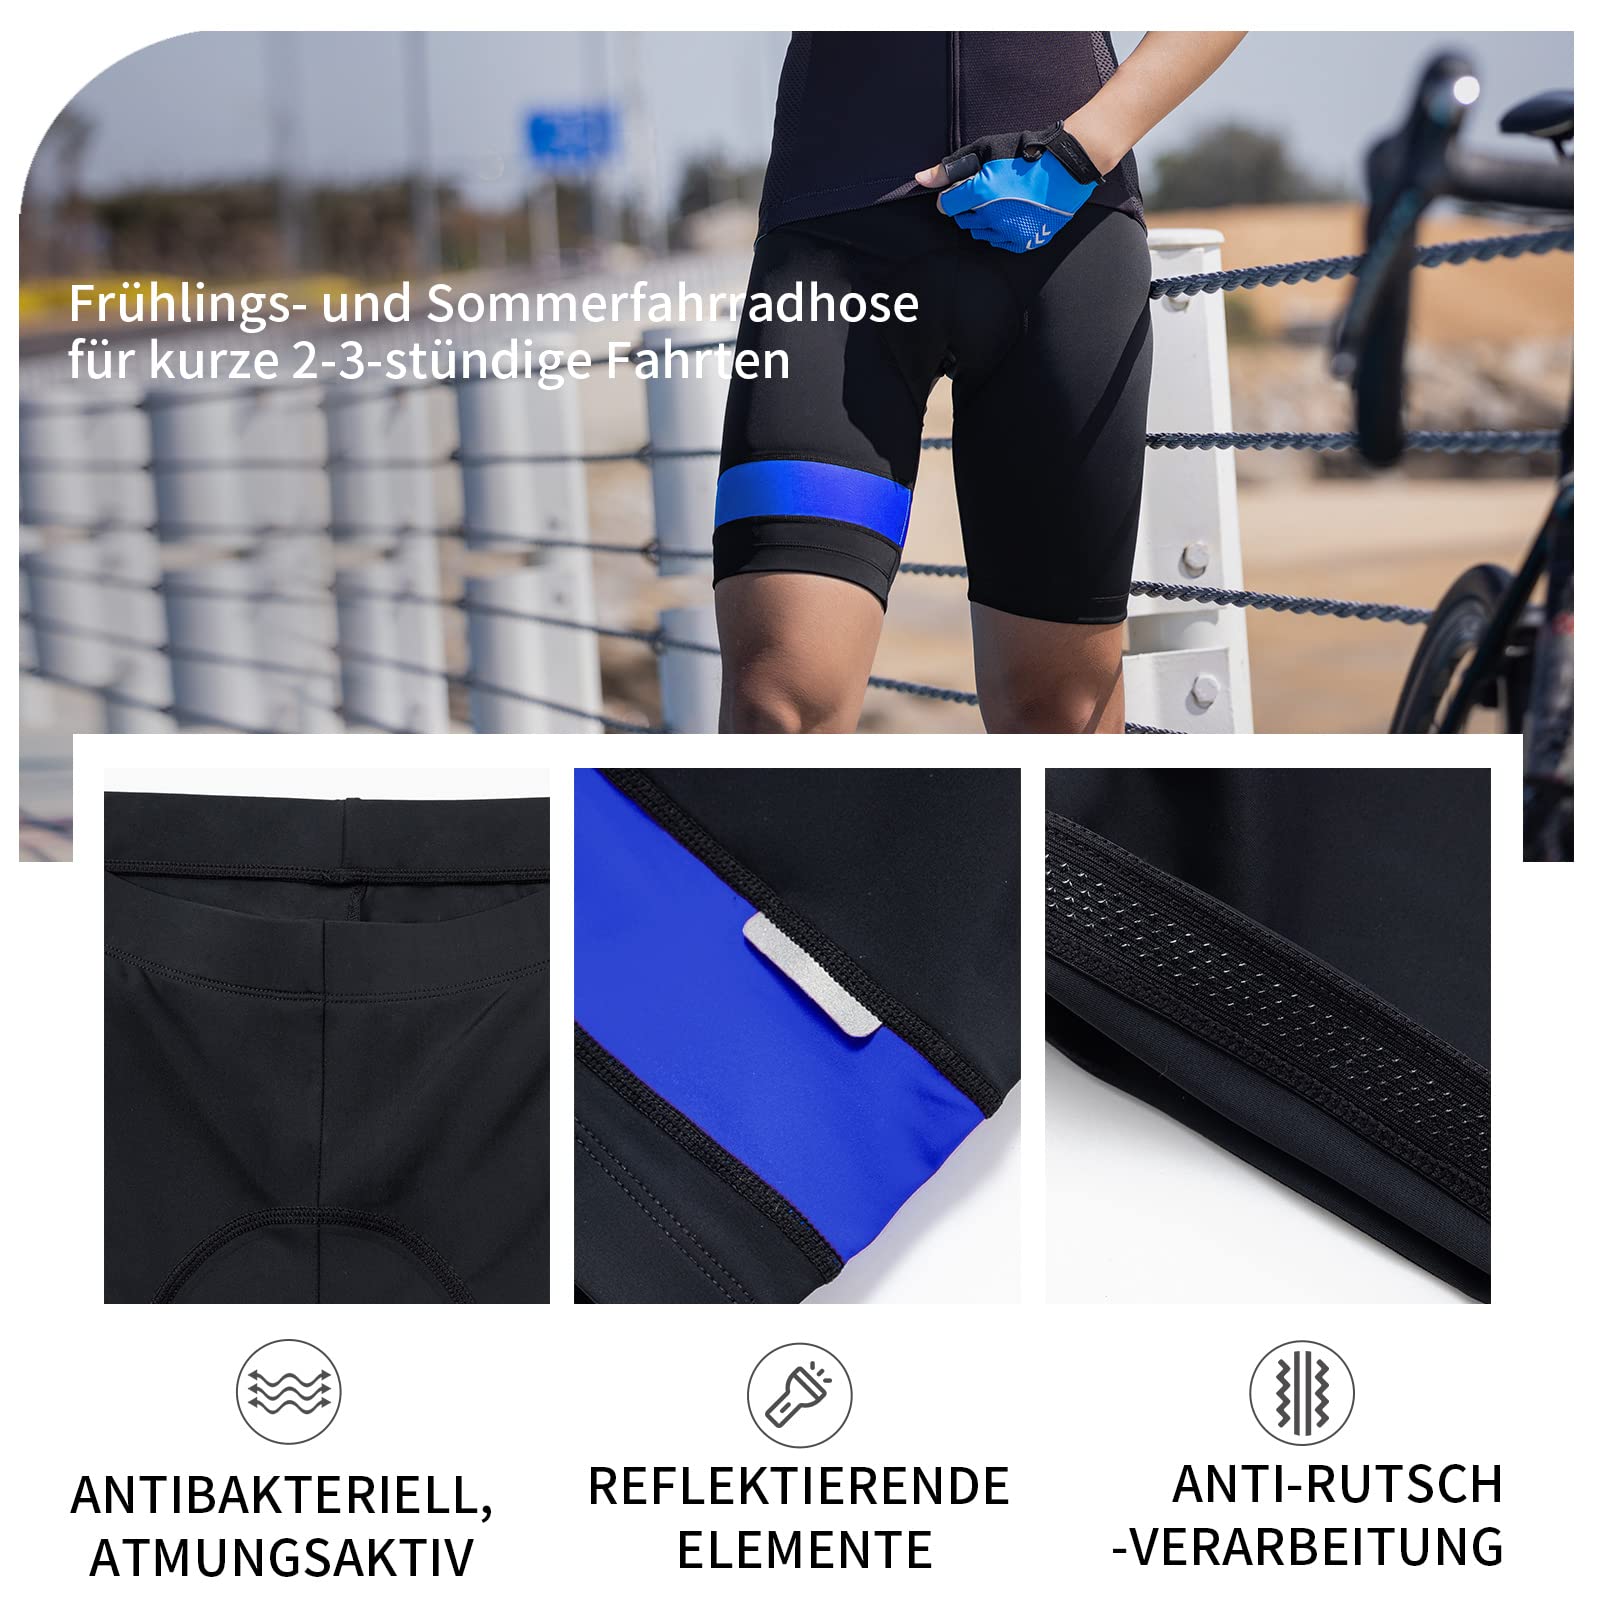 Frühlings- und Sommerfahrradhose
für kurze 2-3-stündige Fahrten
ANTIBAKTERIELL,
ATMUNGSAKTIV
REFLEKTIERENDE
ELEMENTE
ANTI-RUTSCH
-VERARBEITUNG